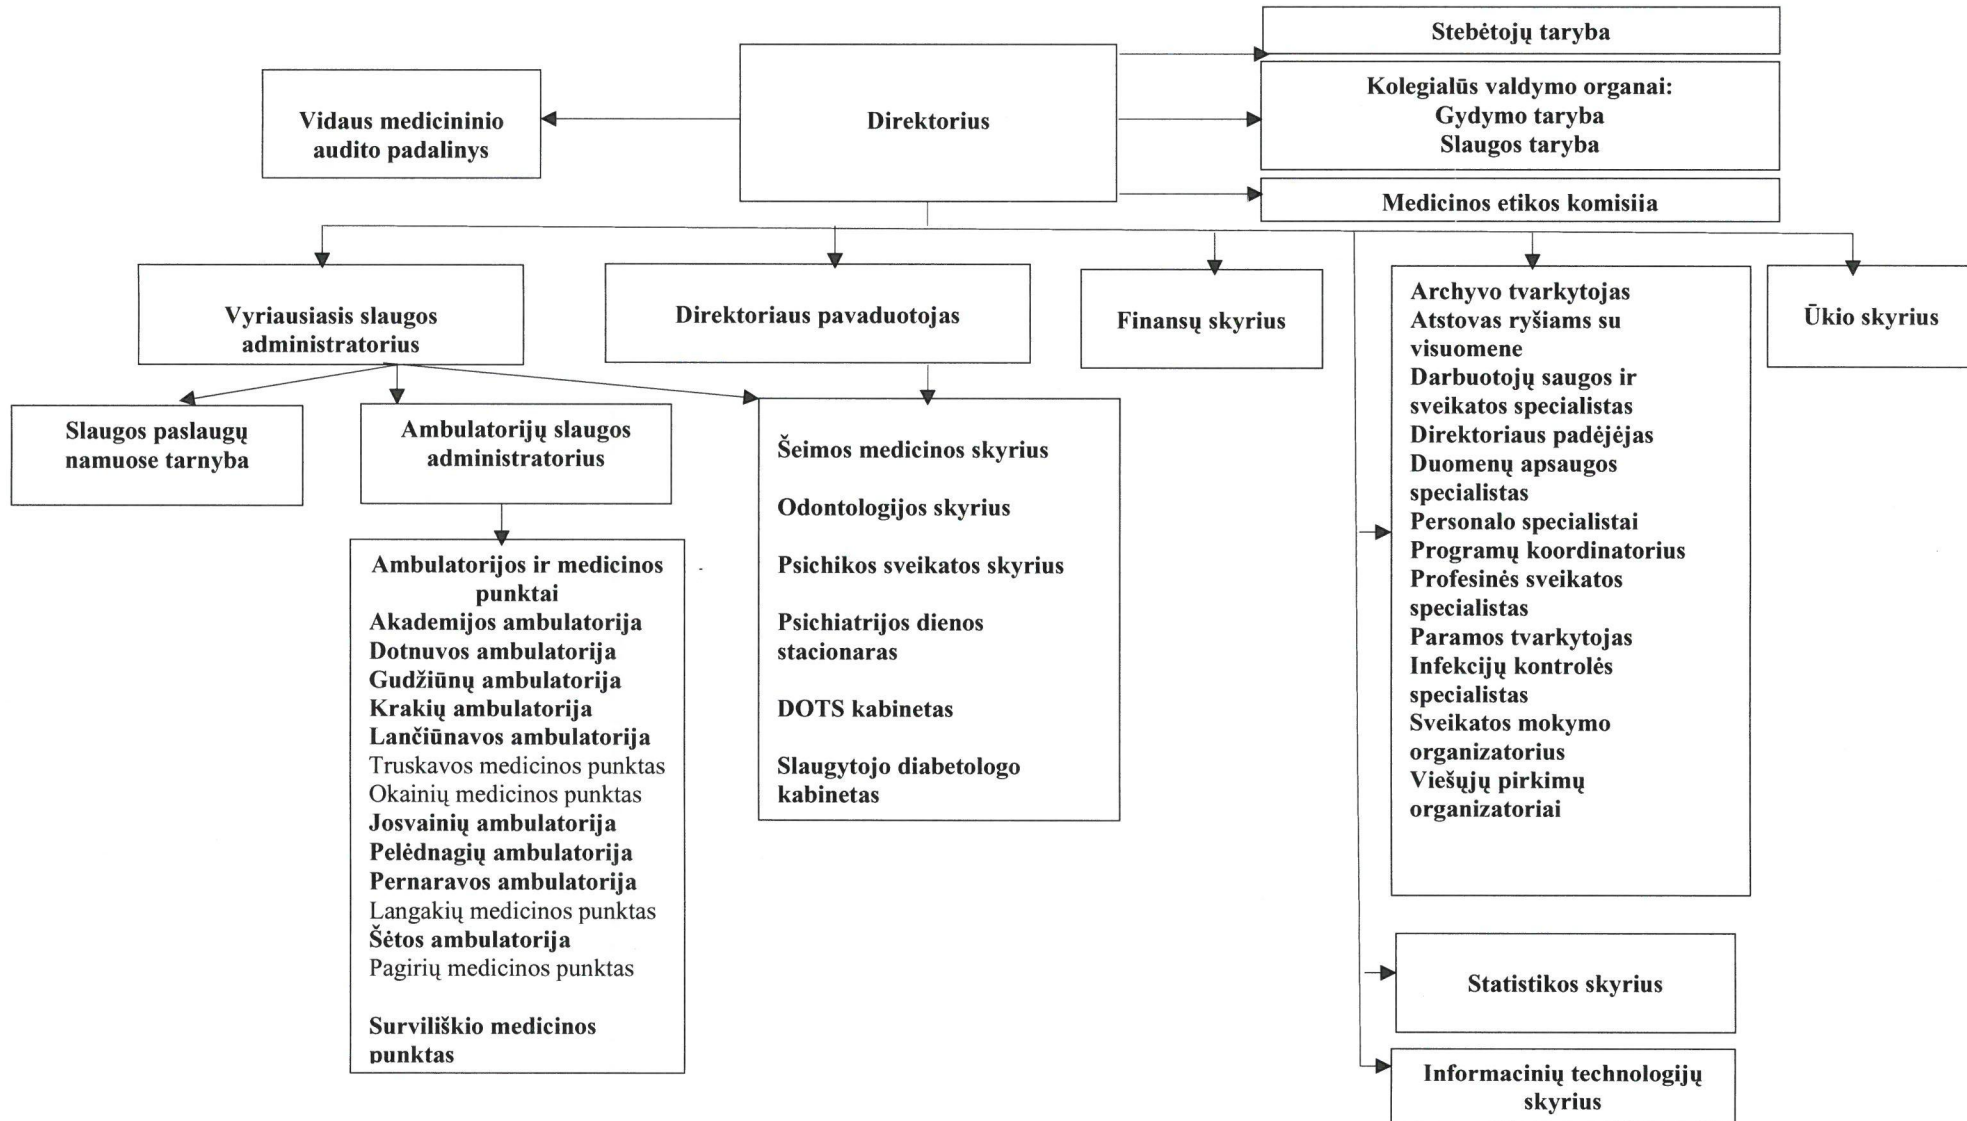 Stebėtojų taryba
Vidaus medicininio
audito padalinys
Direktorius
Kolegialūs valdymo organai:
Gydymo taryba
Slaugos taryba
Medicinos etikos komisija
Vyriausiasis slaugos
administratorius
Direktoriaus pavaduotojas
Finansų skyrius
Archyvo tvarkytojas
Atstovas ryšiams su
visuomene
Darbuotojų saugos ir
sveikatos specialistas
Direktoriaus padėjėjas
Duomenų apsaugos
specialistas
Personalo specialistai
Programų koordinatorius
Profesinės sveikatos
specialistas
Paramos tvarkytojas
Infekcijų kontrolės
specialistas
Sveikatos mokymo
organizatorius
Viešųjų pirkimų
organizatoriai
Ūkio skyrius
Slaugos paslaugų
namuose tarnyba
Ambulatorijų slaugos
administratorius
Šeimos medicinos skyrius
Odontologijos skyrius
Psichikos sveikatos skyrius
Psichiatrijos dienos
stacionaras
DOTS kabinetas
Slaugytojo diabetologo
kabinetas
Ambulatorijos ir medicinos
punktai
Akademijos ambulatorija
Dotnuvos ambulatorija
Gudžiūnų ambulatorija
Krakių ambulatorija
Lančiūnavos ambulatorija
Truskavos medicinos punktas
Okainių medicinos punktas
Josvainių ambulatorija
Pelėdnagių ambulatorija
Pernaravos ambulatorija
Langakių medicinos punktas
Šėtos ambulatorija
Pagirių medicinos punktas
Surviliškio medicinos
punktas
Statistikos skyrius
Informacinių technologijų
skyrius